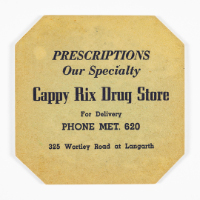 PRESCRIPTIONS
Our Specialty
Cappy Rix Drug Store
For Delivery
PHONE MET. 620
325 Wortley Road at Langarth